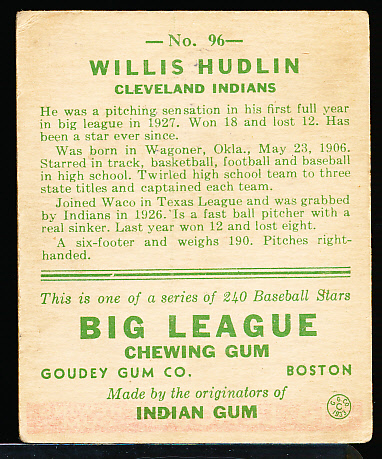 — No. 96—
WILLIS HUDLIN
CLEVELAND INDIANS
He was a pitching sensation in his first full year
in big league in 1927. Won 18 and lost 12. Has
been a star ever since.
Was born in Wagoner, Okla., May 23, 1906.
Starred in track, basketball, football and baseball
in high school. Twirled high school team to three
state titles and captained each team.
Joined Waco in Texas League and was grabbed
by Indians in 1926. Is a fast ball pitcher with a
real sinker. Last year won 12 and lost eight.
A six-footer and weighs 190. Pitches right-
handed.
This is one of a series of 240 Baseball Stars
BIG LEAGUE
CHEWING GUM
GOUDEY GUM CO. BOSTON
Made by the originators of
INDIAN GUM
G.G.CO.
C
1933